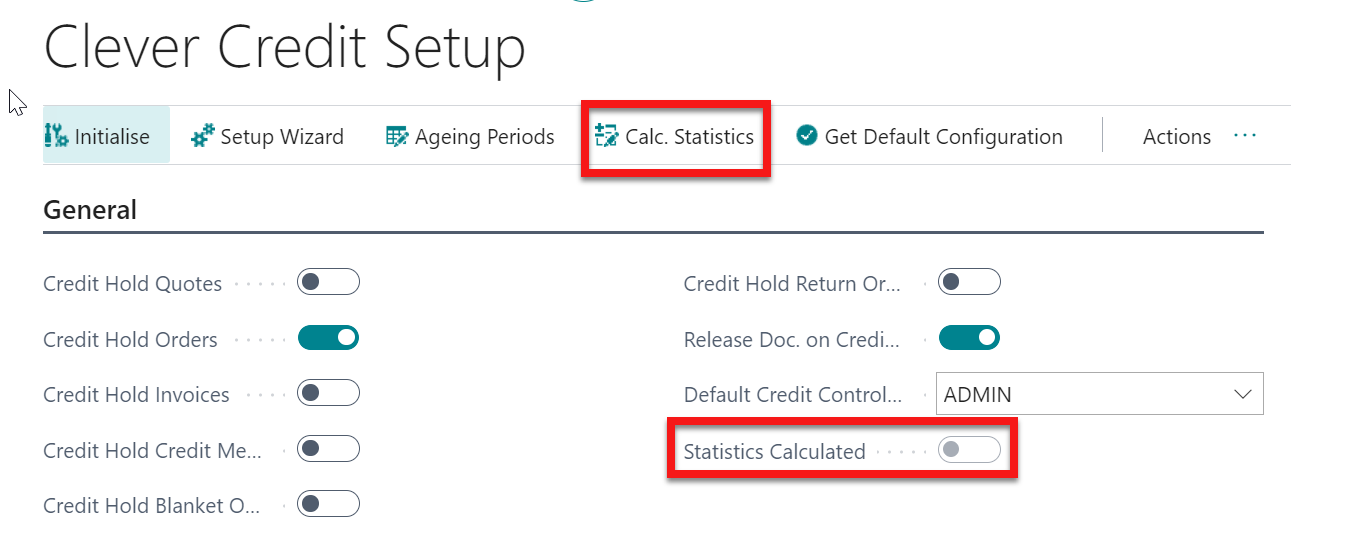 Clever Credit Setup
Initialise Setup Wizard Ageing Periods Calc. Statistics Get Default Configuration Actions ...
General
Credit Hold Quotes Credit Hold Return Or...
Credit Hold Orders Release Doc. on Credi...
Credit Hold Invoices Default Credit Control... ADMIN
Credit Hold Credit Me... Statistics Calculated
Credit Hold Blanket O...